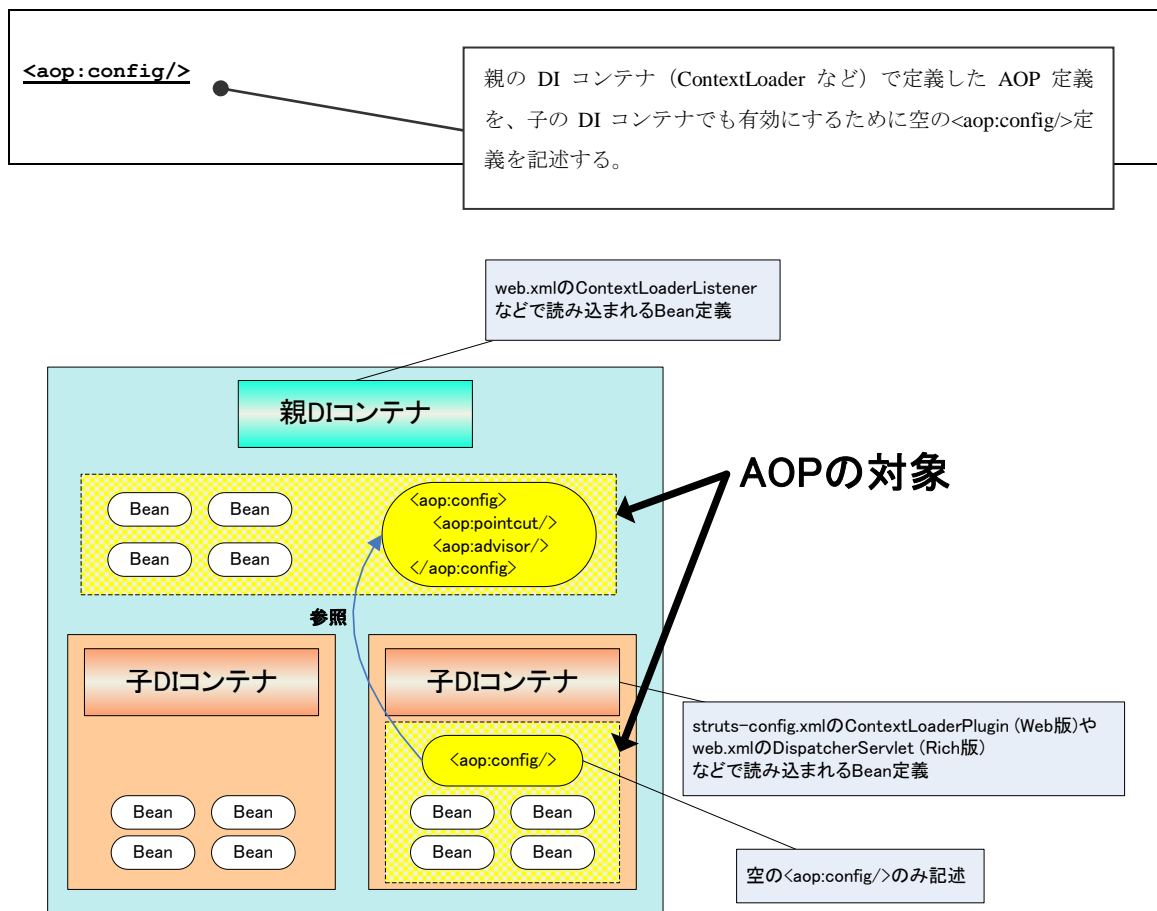 <aop:config/>
親の DI コンテナ（ContextLoader など）で定義した AOP 定義
を、子の DI コンテナでも有効にするために空の<aop:config/>定
義を記述する。
web.xmlのContextLoaderListener
などで読み込まれるBean定義
親DIコンテナ
AOPの対象
Bean
Bean
Bean
Bean
<aop:config>
<aop:pointcut/>
<aop:advisor/>
</aop:config>
参照
子DIコンテナ
Bean
Bean
Bean
Bean
子DIコンテナ
<aop:config/>
Bean
Bean
Bean
Bean
struts-config.xmlのContextLoaderPlugin (Web版)や
web.xmlのDispatcherServlet (Rich版)
などで読み込まれるBean定義
空の<aop:config/>のみ記述